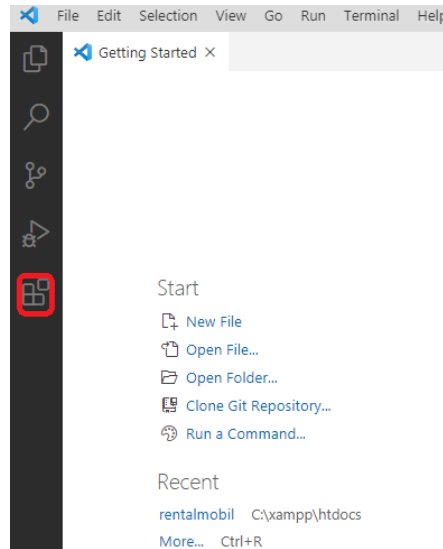 File Edit Selection View Go Run Terminal Help
Getting Started
Start
New File
Open File...
Open Folder...
Clone Git Repository...
Run a Command...
Recent
rentalmobil C:\xampp\htdocs
More... Ctrl+R